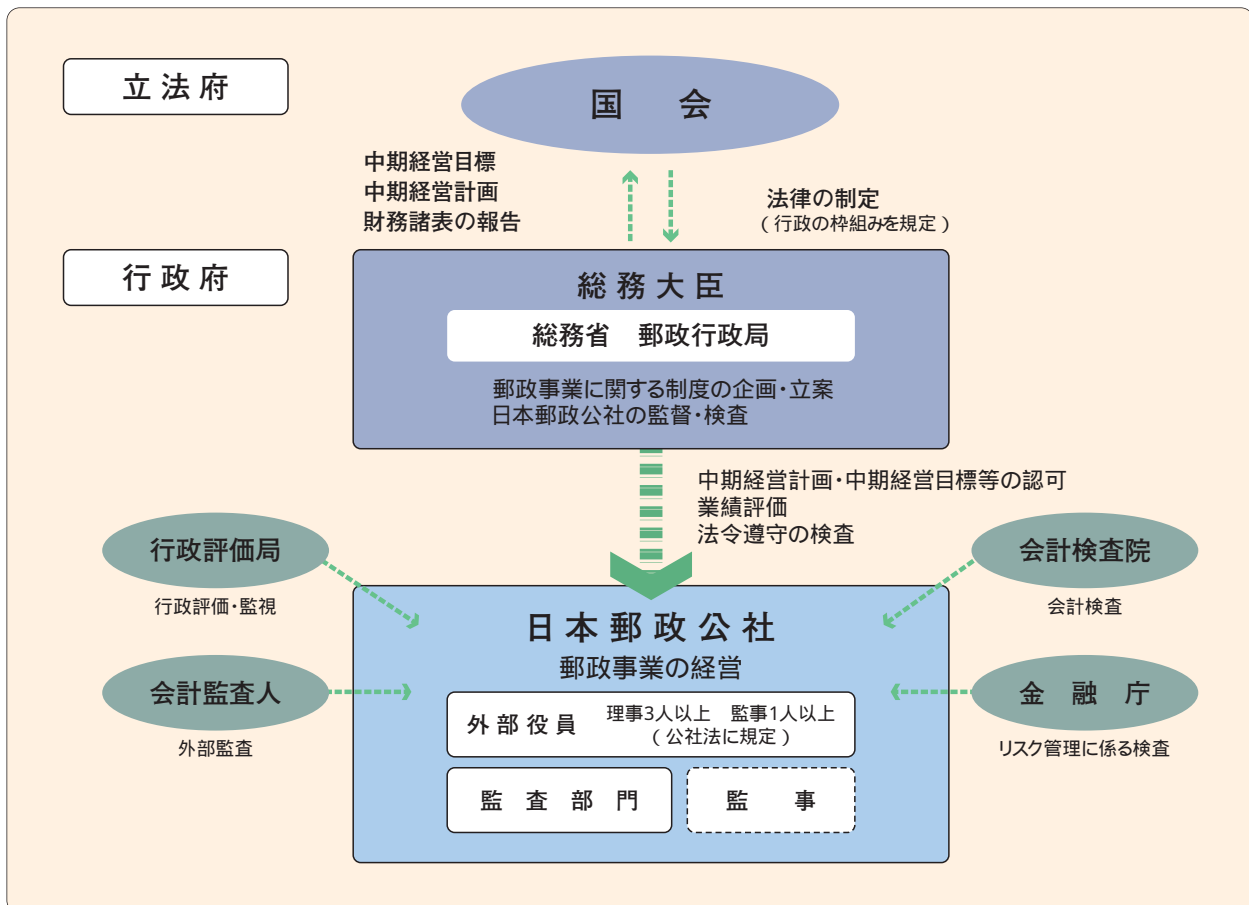 立法府
国　会
中期経営目標
中期経営計画
財務諸表の報告
法律の制定
（行政の枠組みを規定）
行政府
総務大臣
総務省　郵政行政局
郵政事業に関する制度の企画・立案
日本郵政公社の監督・検査
中期経営計画・中期経営目標等の認可
業績評価
法令遵守の検査
行政評価局
行政評価・監視
会計検査院
会計検査
日本郵政公社
郵政事業の経営
会計監査人
外部監査
金融庁
リスク管理に係る検査
外部役員　理事3人以上　監事1人以上
（公社法に規定）
監査部門
監　事